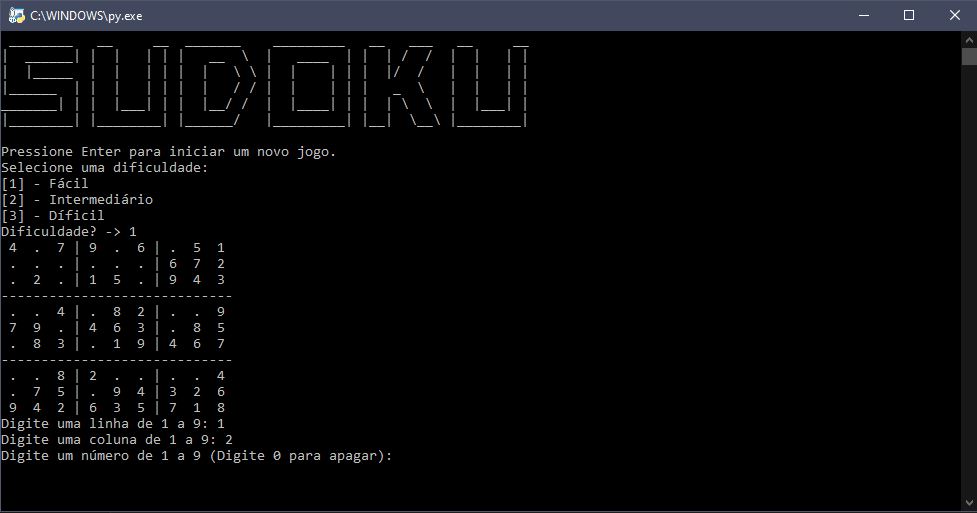 C:\WINDOWS\py.exe
SUDOKU
Pressione Enter para iniciar um novo jogo.
Selecione uma dificuldade:
[1] - Fácil
[2] - Intermediário
[3] - Díficil
Dificuldade? -> 1
4 . 7 | 9 . 6 | . 5 1
. . . | . . . | 6 7 2
. 2 . | 1 5 . | 9 4 3
-----------------------------
. . 4 | . 8 2 | . . 9
7 9 . | 4 6 3 | . 8 5
. 8 3 | . 1 9 | 4 6 7
-----------------------------
. . 8 | 2 . . | . . 4
. 7 5 | . 9 4 | 3 2 6
9 4 2 | 6 3 5 | 7 1 8
Digite uma linha de 1 a 9: 1
Digite uma coluna de 1 a 9: 2
Digite um número de 1 a 9 (Digite 0 para apagar):